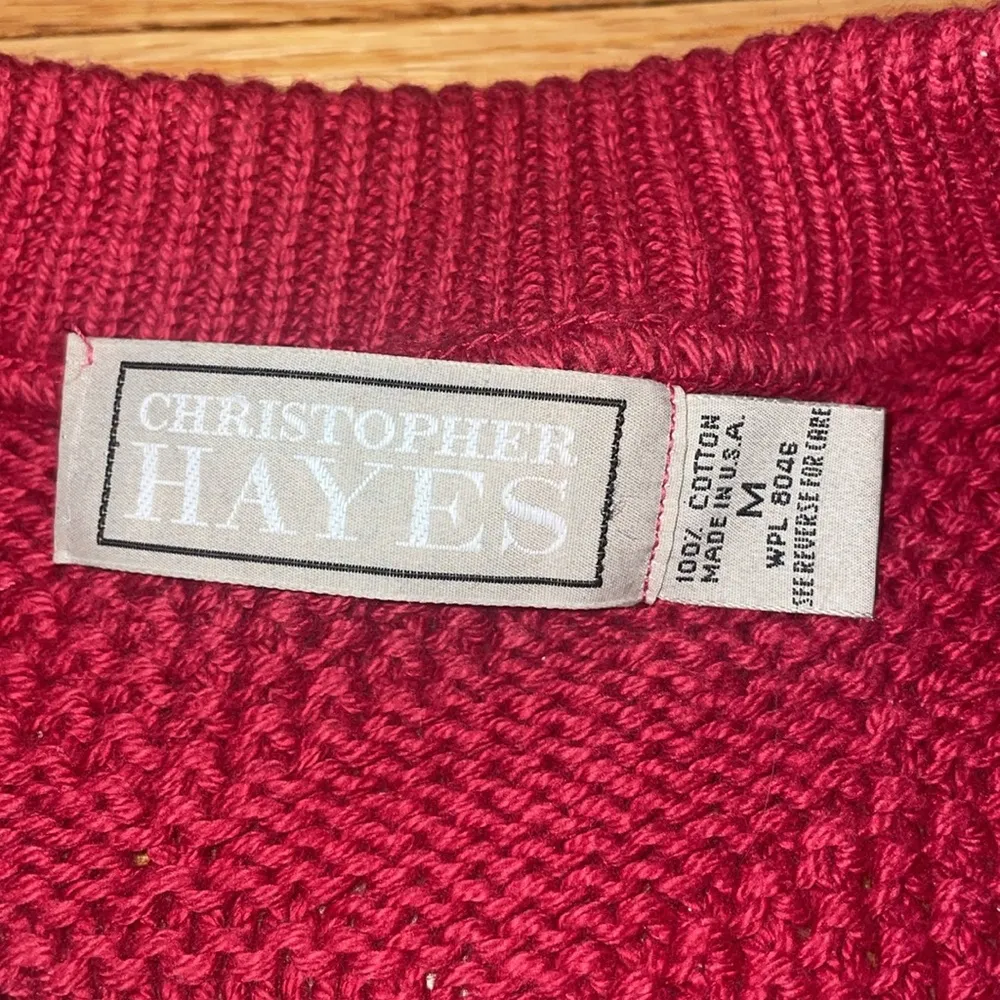 CHRISTOPHER
HAYES
100% COTTON
MADE IN U.S.A.
M
WPL 8046
SEE REVERSE FOR CARE